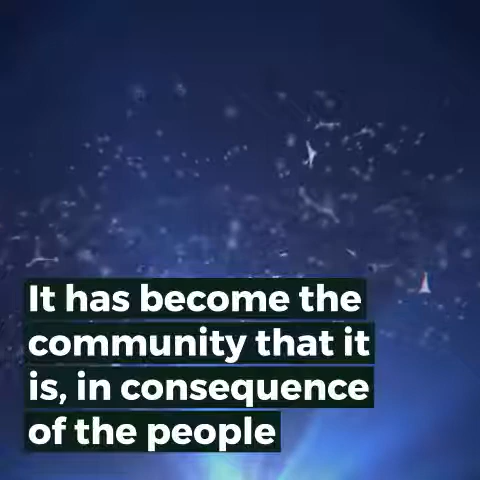 It has become the
community that it
is, in consequence
of the people